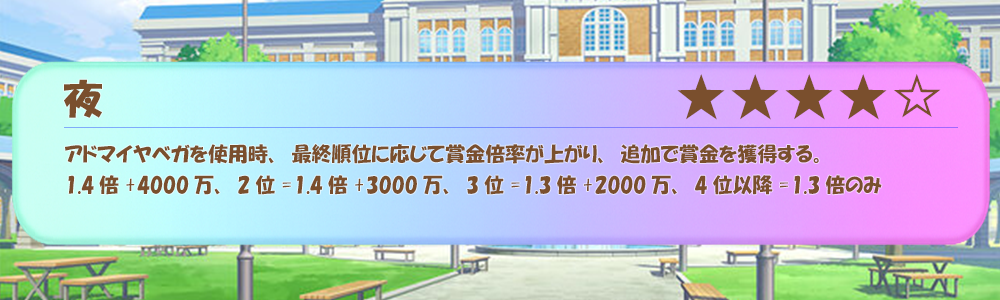 夜 ★★★★☆
アドマイヤベガを使用時、最終順位に応じて賞金倍率が上がり、追加で賞金を獲得する。
1.4倍+4000万、2位=1.4倍+3000万、3位=1.3倍+2000万、4位以降=1.3倍のみ